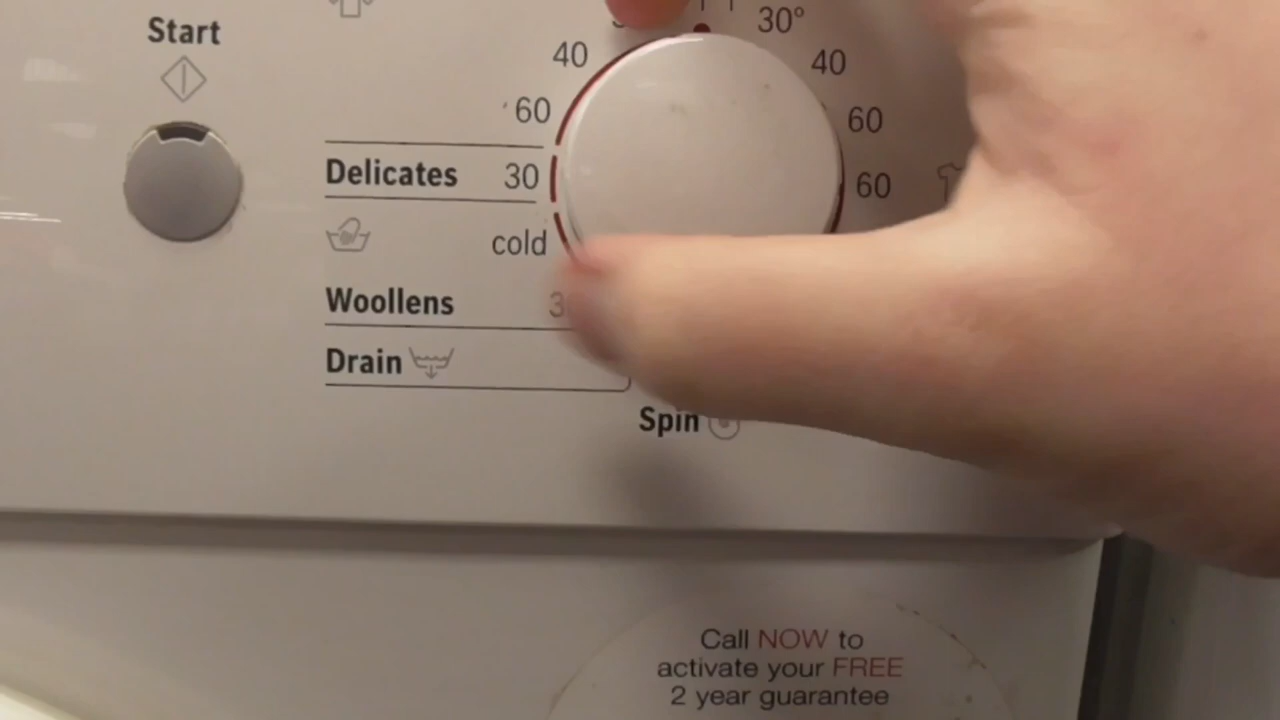 Start
30°
40
40
60
60
Delicates 30
60
cold
Woollens
Drain
Spin
Call NOW to
activate your FREE
2 year guarantee